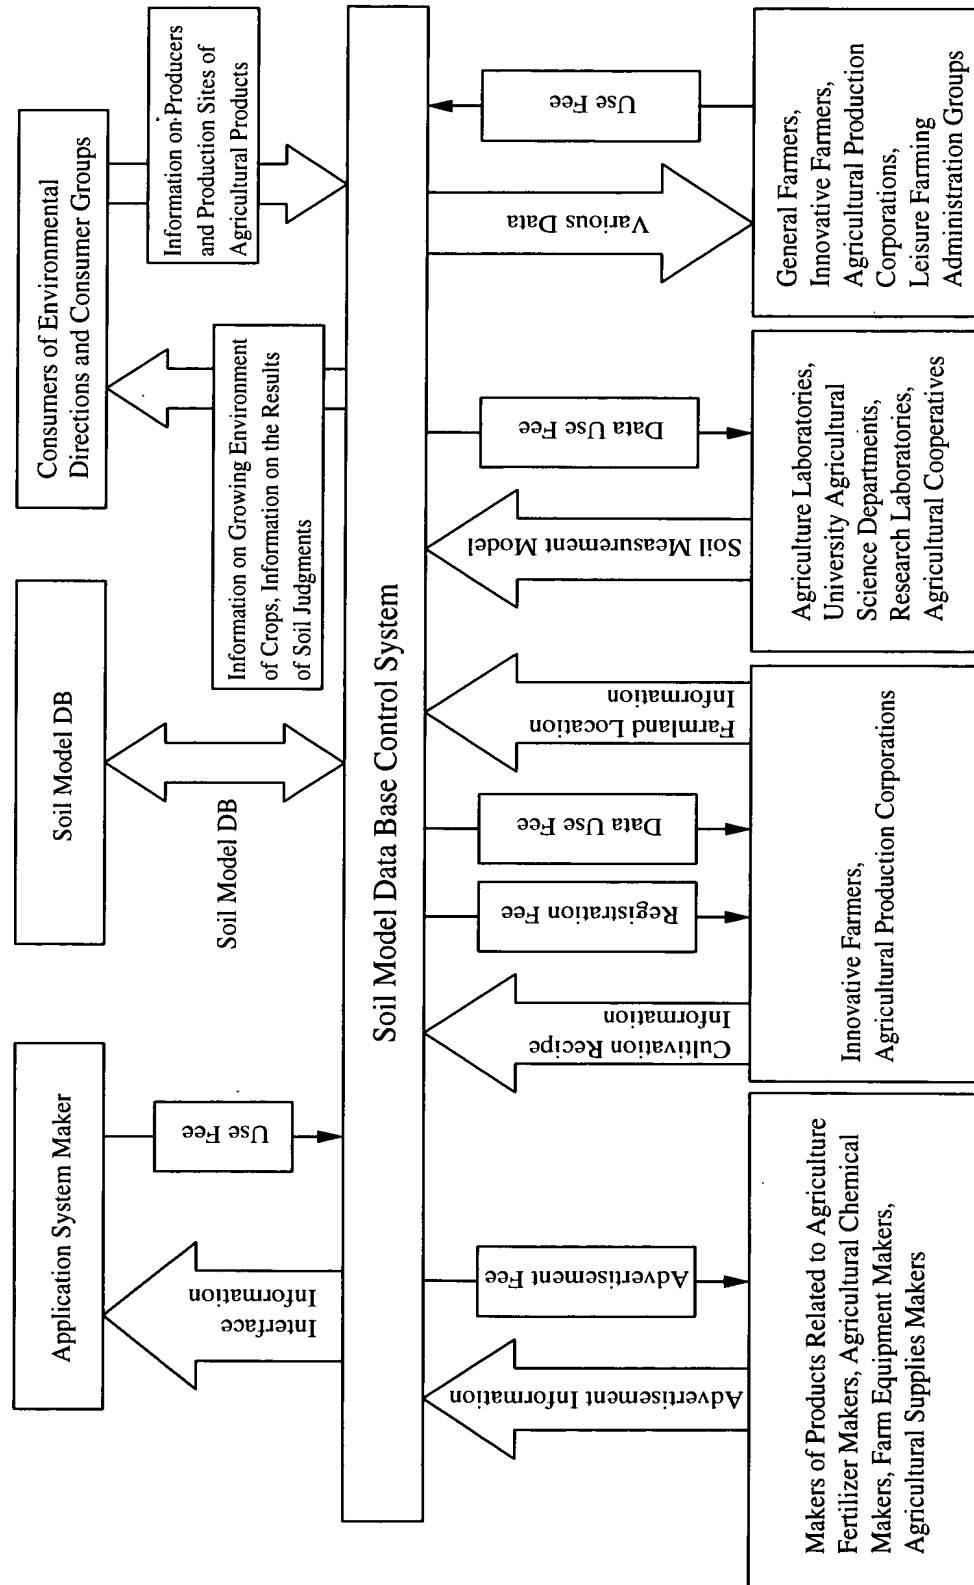 Application System Maker
Soil Model DB
Consumers of Environmental
Directions and Consumer Groups
Interface
Information
Use Fee
Soil Model DB
Information on Growing Environment
of Crops, Information on the Results
of Soil Judgments
Information on Producers
and Production Sites of
Agricultural Products
Soil Model Data Base Control System
Advertisement Information
Advertisement Fee
Cultivation Recipe
Information
Registration Fee
Data Use Fee
Farmland Location
Information
Soil Measurement Model
Data Use Fee
Various Data
Use Fee
Makers of Products Related to Agriculture
Fertilizer Makers, Agricultural Chemical
Makers, Farm Equipment Makers,
Agricultural Supplies Makers
Innovative Farmers,
Agricultural Production Corporations
Agriculture Laboratories,
University Agricultural
Science Departments,
Research Laboratories,
Agricultural Cooperatives
General Farmers,
Innovative Farmers,
Agricultural Production
Corporations,
Leisure Farming
Administration Groups